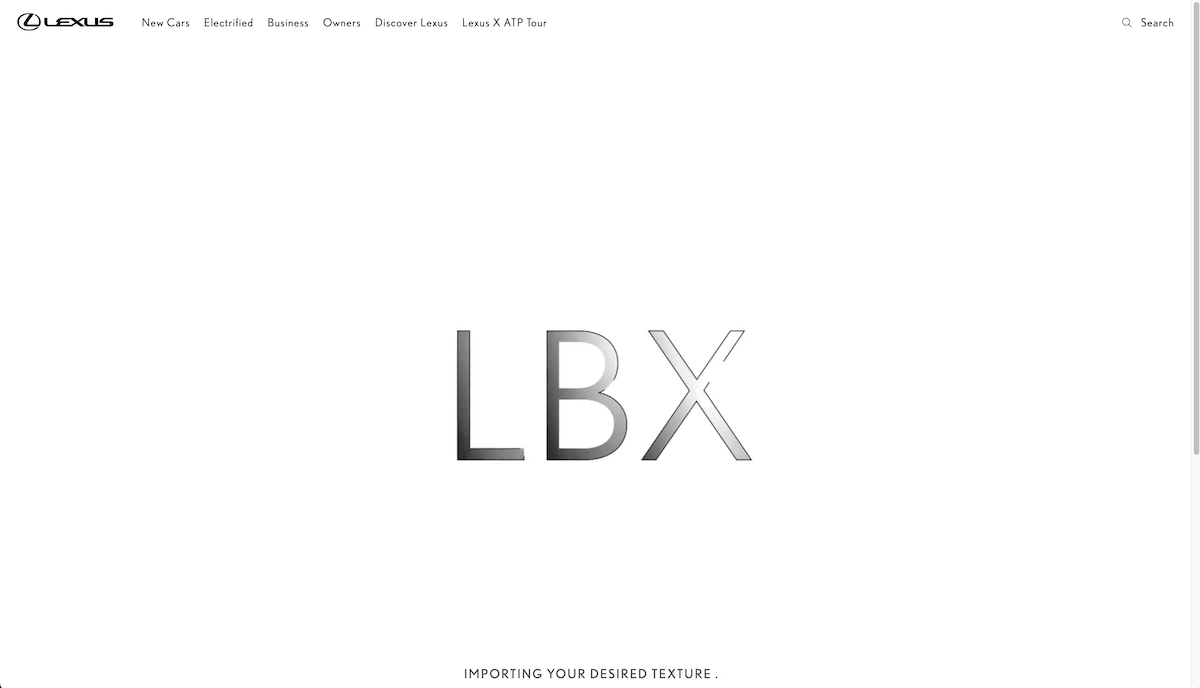 LEXUS New Cars Electrified Business Owners Discover Lexus Lexus X ATP Tour Search
LBX
IMPORTING YOUR DESIRED TEXTURE .